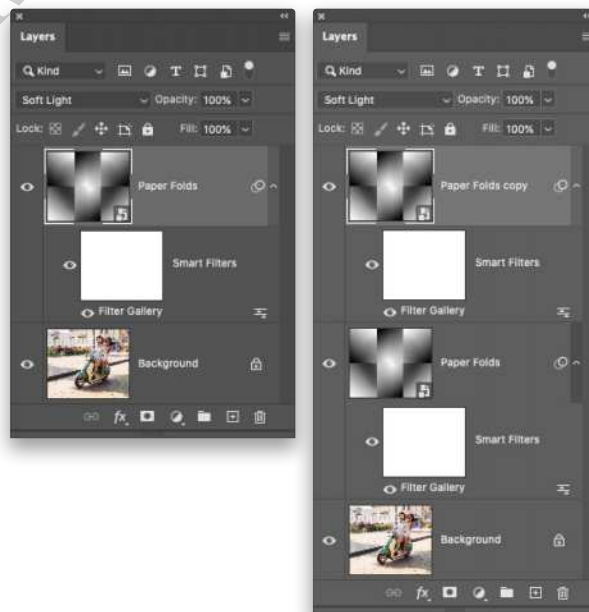 Layers
Kind
Soft Light
Opacity: 100%
Lock:
Fill: 100%
Paper Folds
Smart Filters
Filter Gallery
Background
fx
Layers
Kind
Soft Light
Opacity: 100%
Lock:
Fill: 100%
Paper Folds copy
Smart Filters
Filter Gallery
Paper Folds
Smart Filters
Filter Gallery
Background
fx